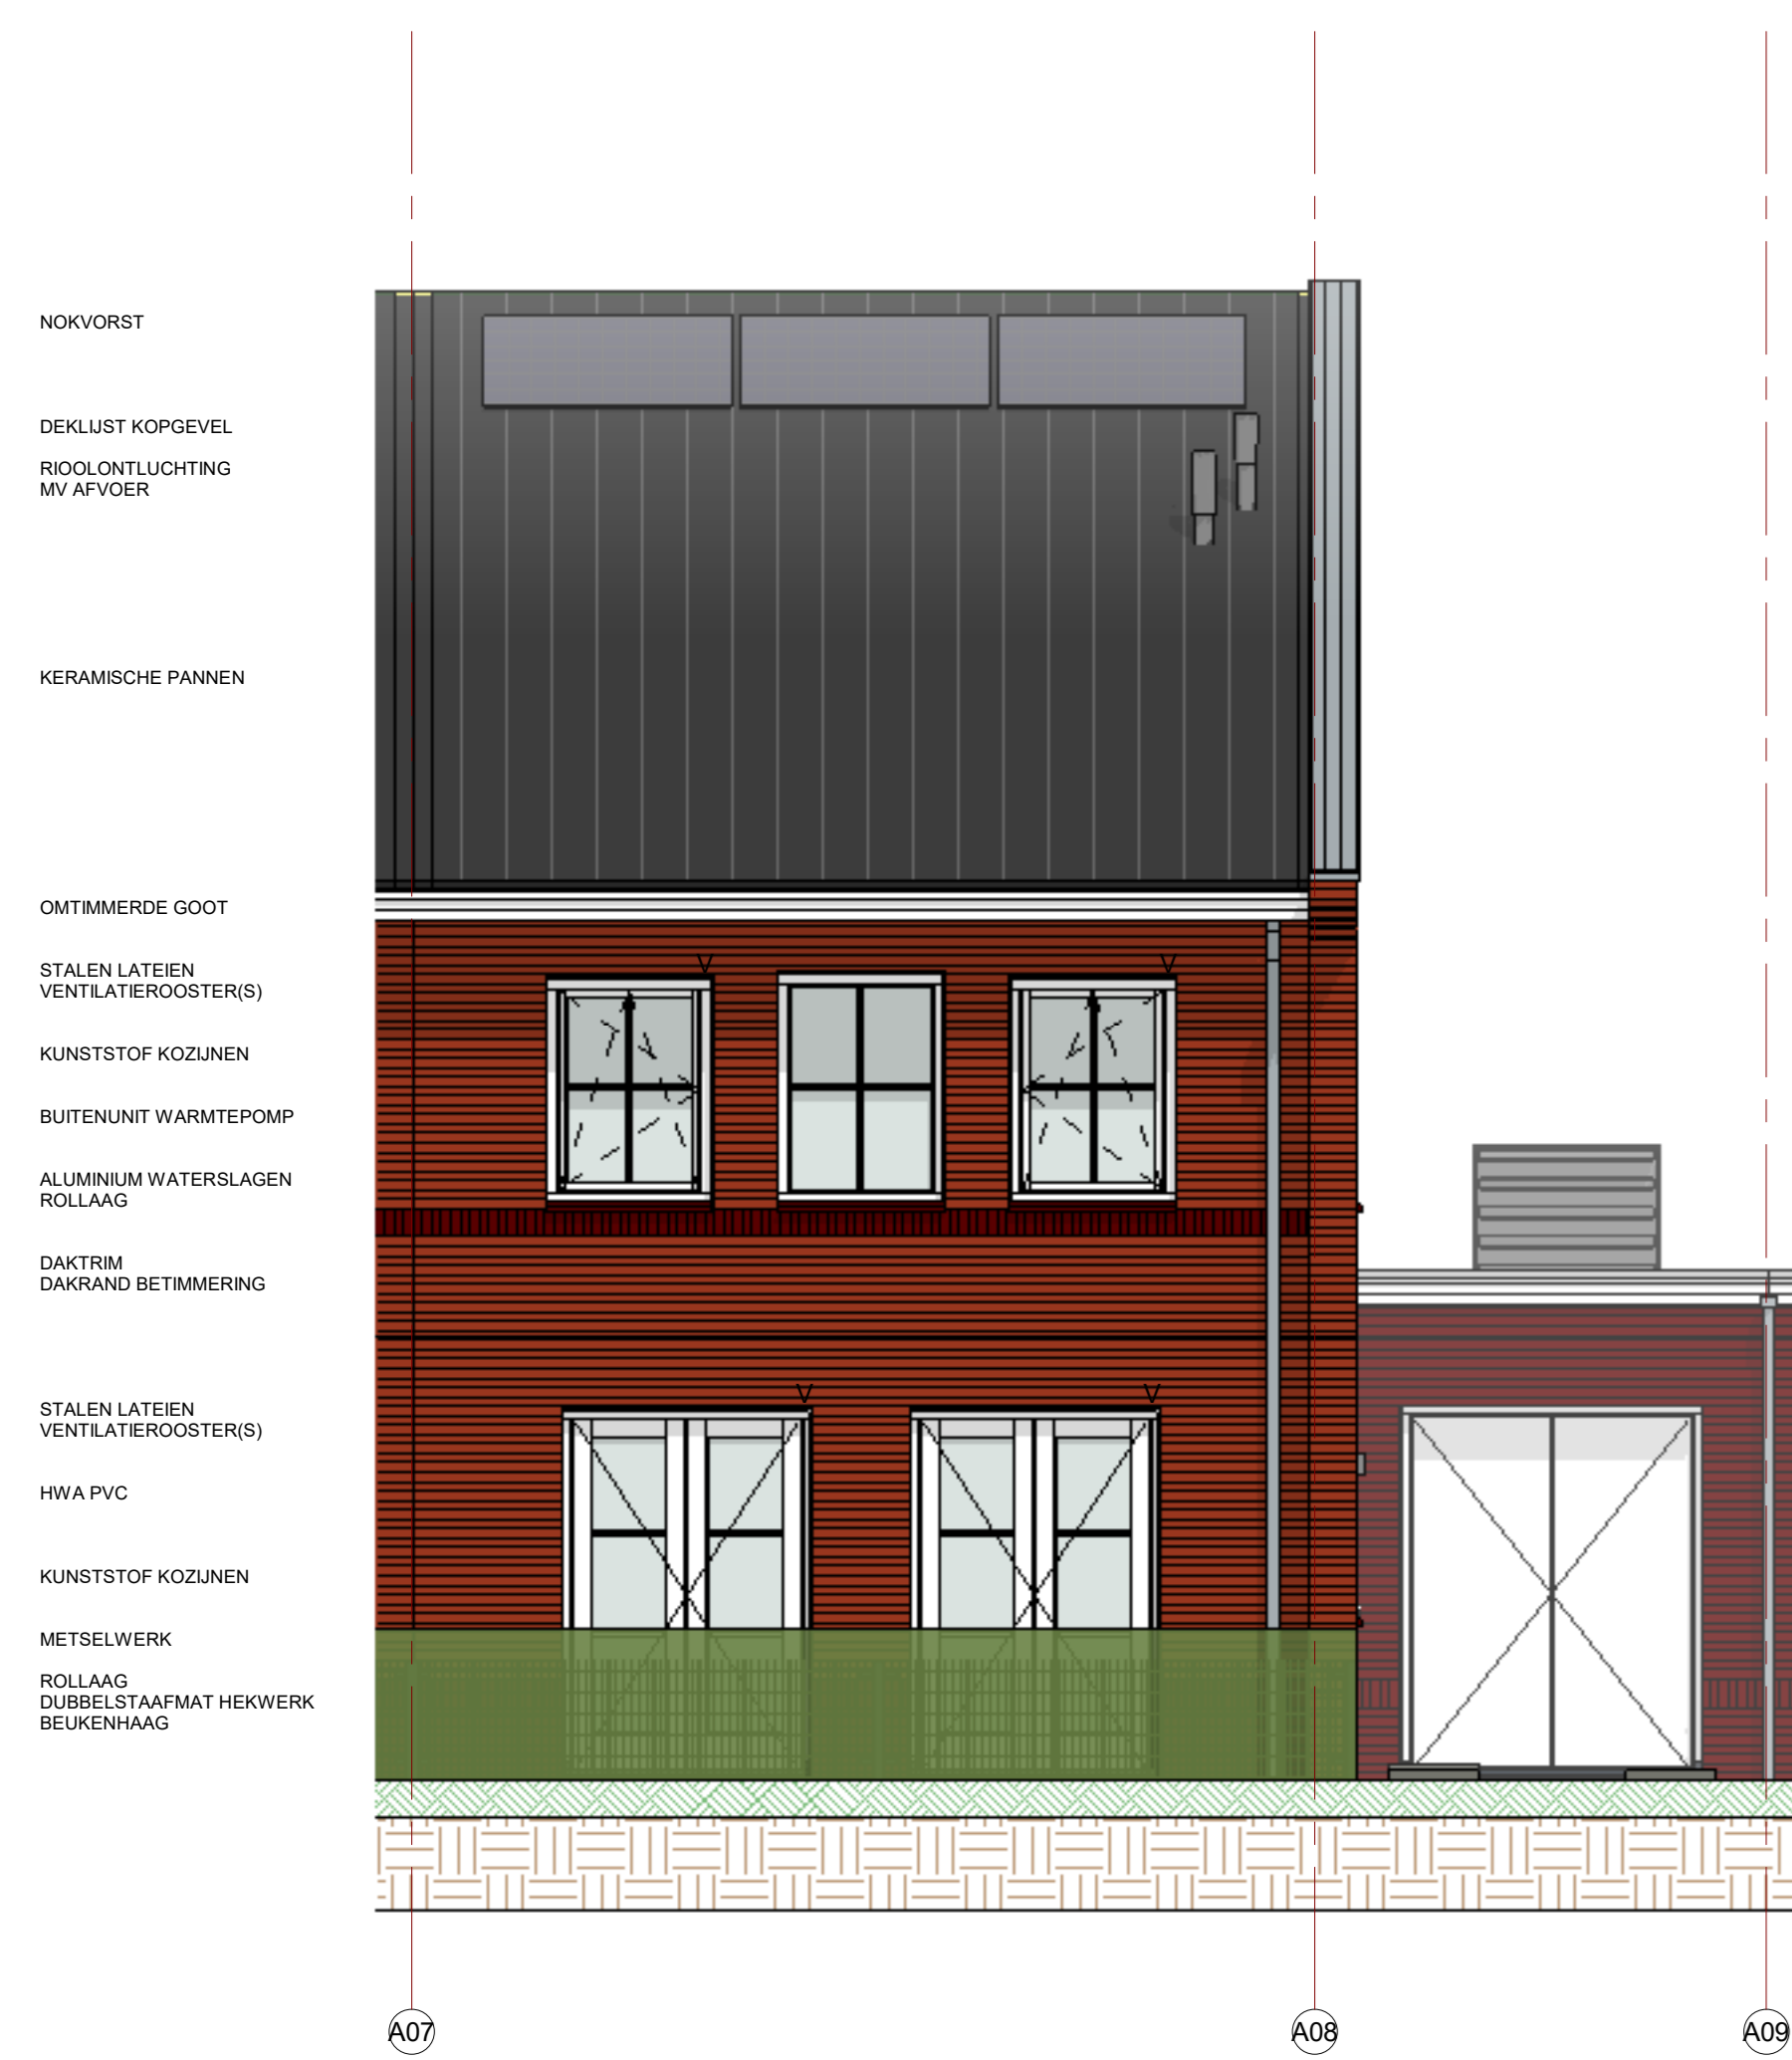 NOKVORST
DEKLIJST KOPGEVEL
RIOOLONTLUCHTING
MV AFVOER
KERAMISCHE PANNEN
OMTIMMERDE GOOT
STALEN LATEIEN
VENTILATIEROOSTER(S)
V V
KUNSTSTOF KOZIJNEN
BUITENUNIT WARMTEPOMP
ALUMINIUM WATERSLAGEN
ROLLAAG
DAKTRIM
DAKRAND BETIMMERING
STALEN LATEIEN
VENTILATIEROOSTER(S)
V V
HWA PVC
KUNSTSTOF KOZIJNEN
METSELWERK
ROLLAAG
DUBBELSTAAFMAT HEKWERK
BEUKENHAAG
A07 A08 A09